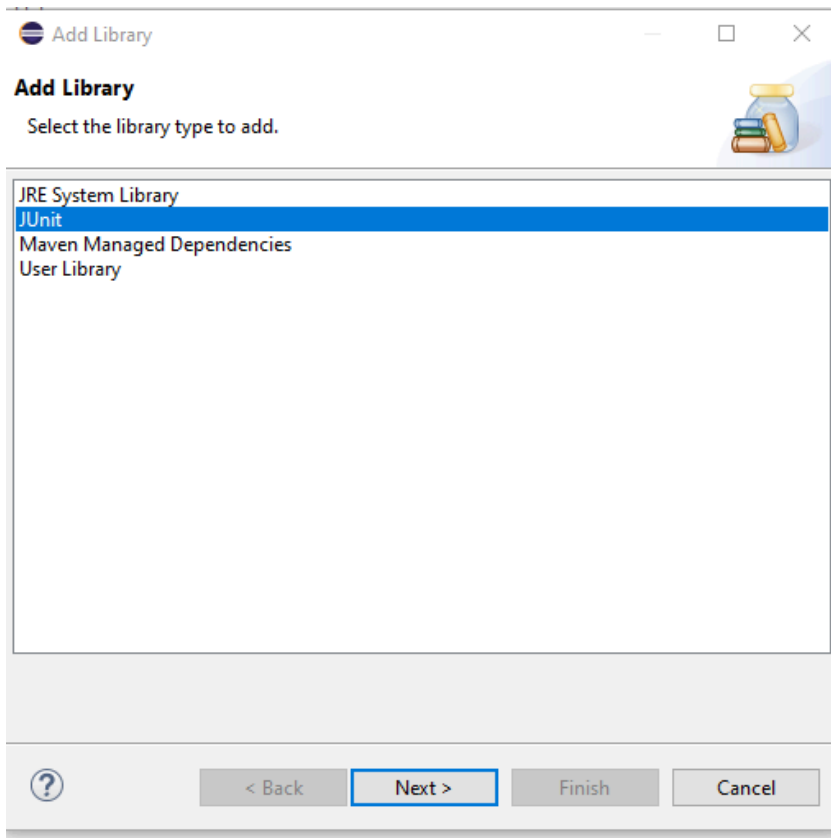 Add Library
Add Library
Select the library type to add.
JRE System Library
JUnit
Maven Managed Dependencies
User Library
?
< Back
Next >
Finish
Cancel